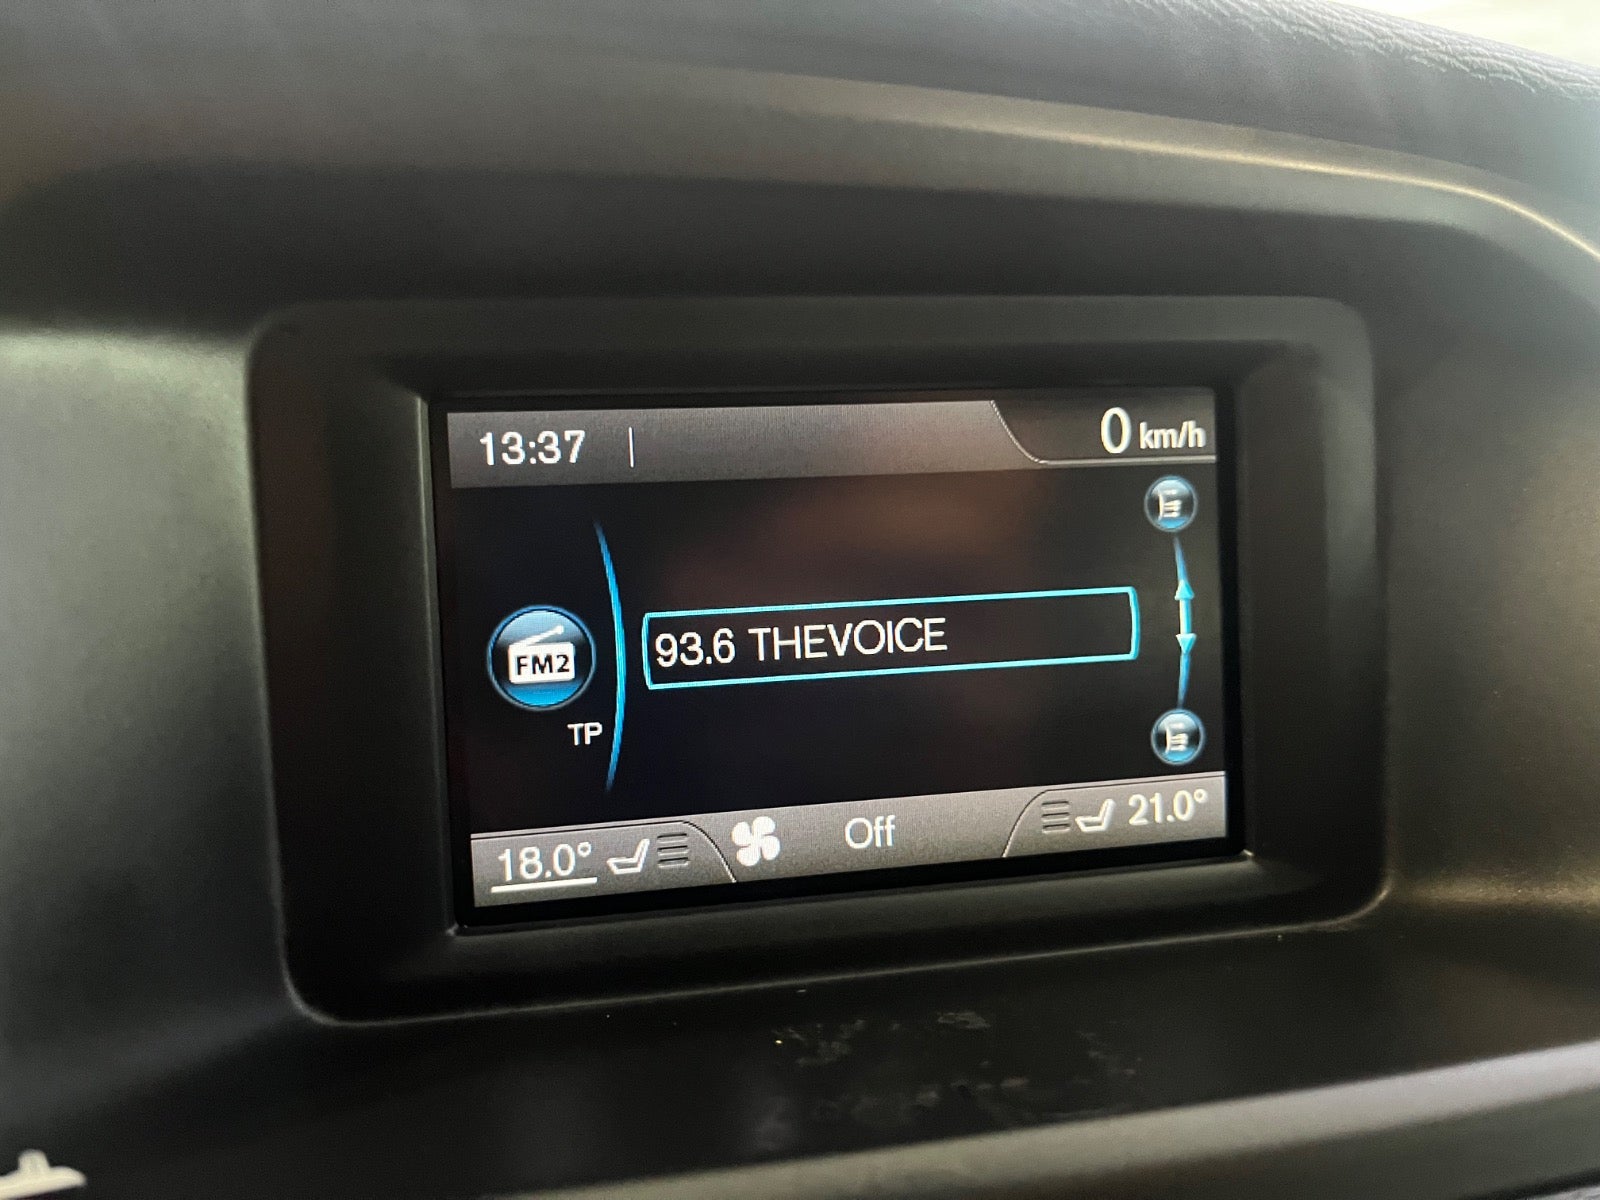 13:37
0 km/h
FM2
93.6 THEVOICE
TP
18.0°
Off
21.0°